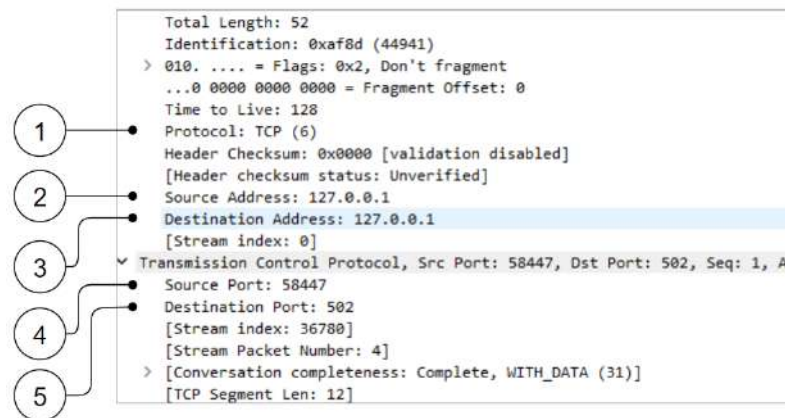 Total Length: 52
Identification: 0xaf8d (44941)
> 010. .... = Flags: 0x2, Don't fragment
...0 0000 0000 0000 = Fragment Offset: 0
Time to Live: 128
1 Protocol: TCP (6)
Header Checksum: 0x0000 [validation disabled]
[Header checksum status: Unverified]
2 Source Address: 127.0.0.1
3 Destination Address: 127.0.0.1
[Stream index: 0]
Transmission Control Protocol, Src Port: 58447, Dst Port: 502, Seq: 1, A
4 Source Port: 58447
5 Destination Port: 502
[Stream index: 36780]
[Stream Packet Number: 4]
> [Conversation completeness: Complete, WITH_DATA (31)]
[TCP Segment Len: 12]